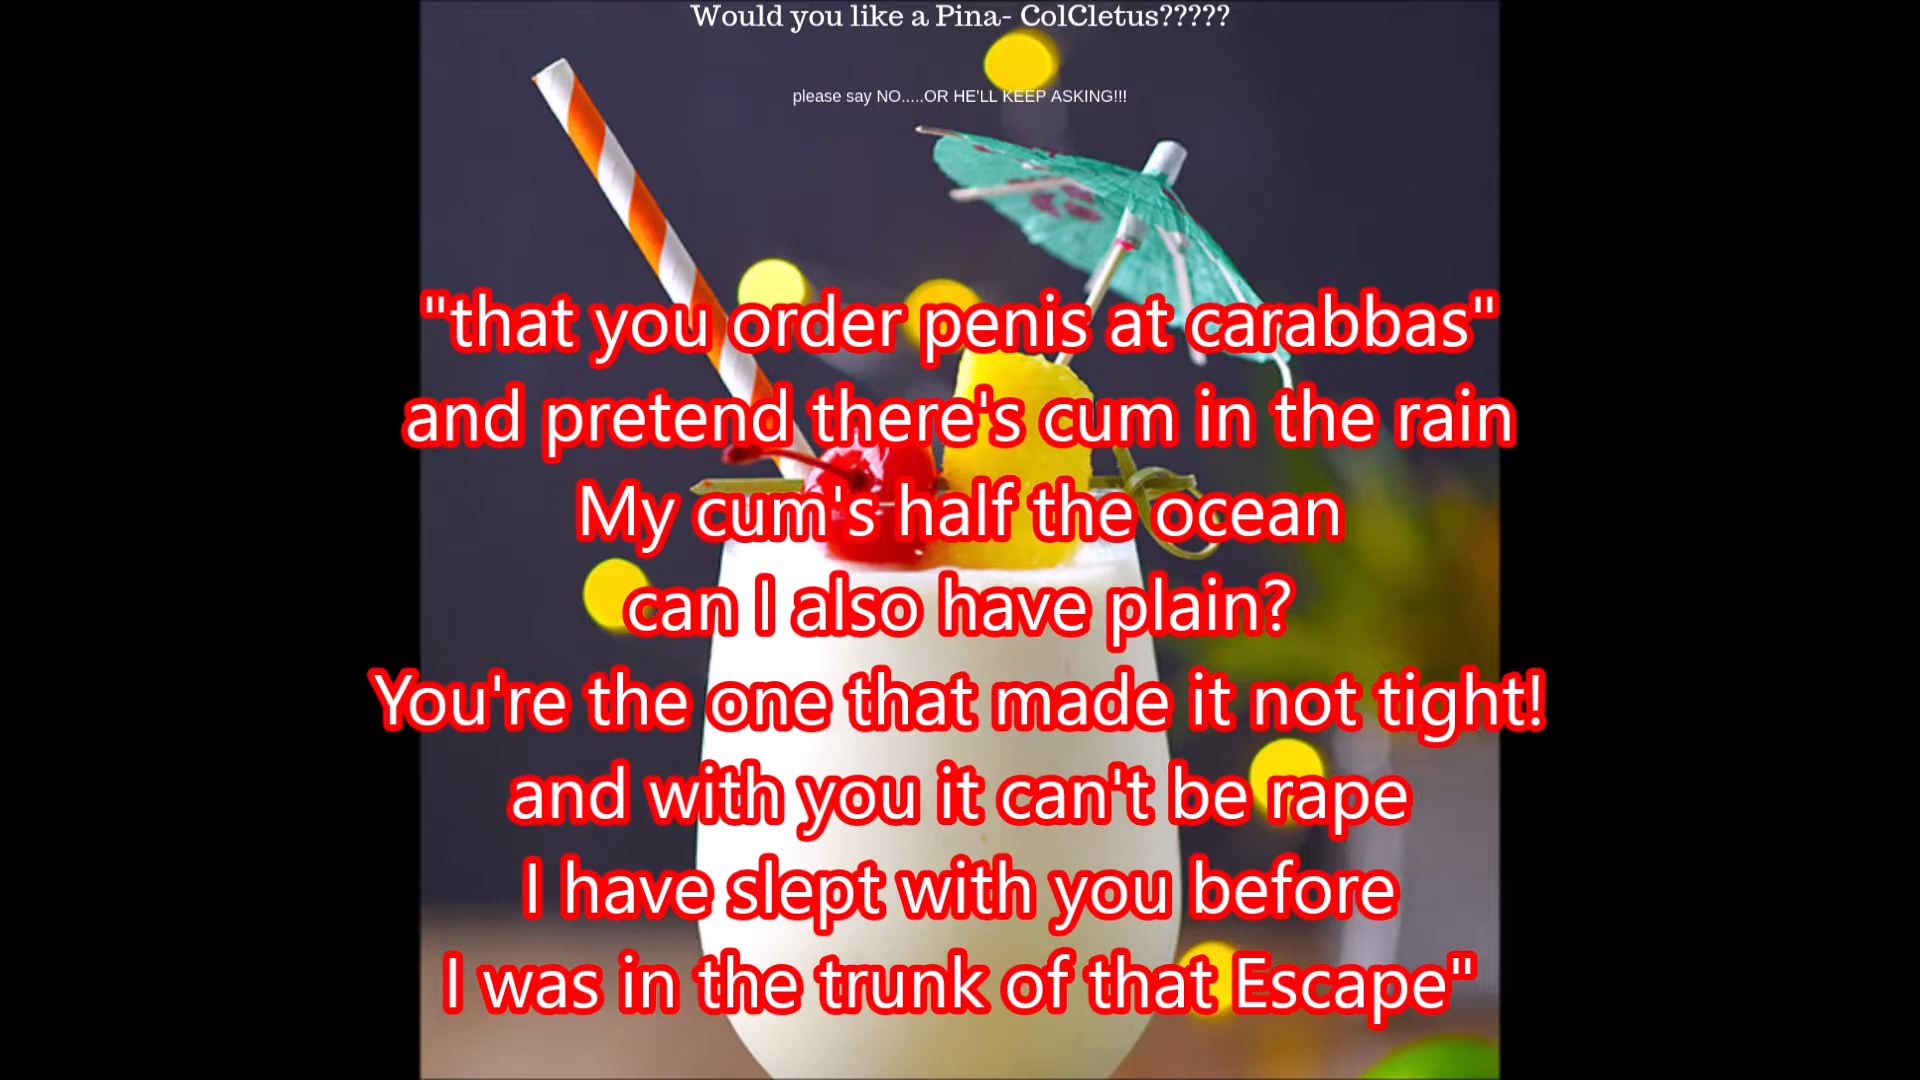 Would you like a Pina- ColCletus?????
please say NO.....OR HE'LL KEEP ASKING!!!
"that you order penis at carabbas"
and pretend there's cum in the rain
My cum's half the ocean
can I also have plain?
You're the one that made it not tight!
and with you it can't be rape
I have slept with you before
I was in the trunk of that Escape"